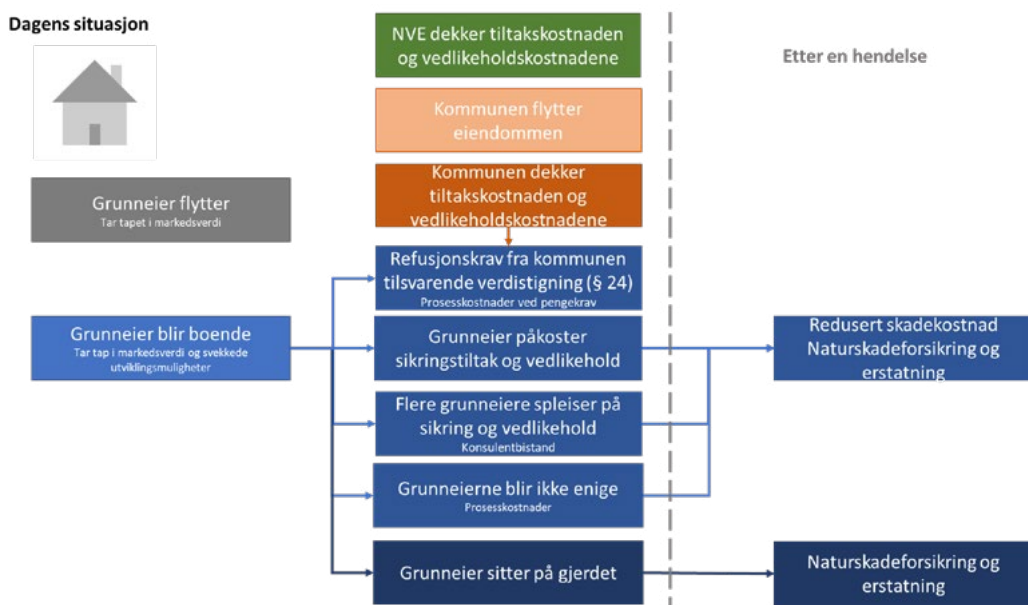 Dagens situasjon
Grunneier flytter
Tar tapet i markedsverdi
Grunneier blir boende
Tar tap i markedsverdi og svekkede
utviklingsmuligheter
NVE dekker tiltakskostnaden
og vedlikeholdskostnadene
Kommunen flytter
eiendommen
Kommunen dekker
tiltakskostnaden og
vedlikeholdskostnadene
Refusjonskrav fra kommunen
tilsvarende verdistigning (§ 24)
Prosesskostnader ved pengekrav
Grunneier påkoster
sikringstiltak og vedlikehold
Flere grunneiere spleiser på
sikring og vedlikehold
Konsulentbistand
Grunneierne blir ikke enige
Prosesskostnader
Grunneier sitter på gjerdet
Etter en hendelse
Redusert skadekostnad
Naturskadeforsikring og
erstatning
Naturskadeforsikring og
erstatning